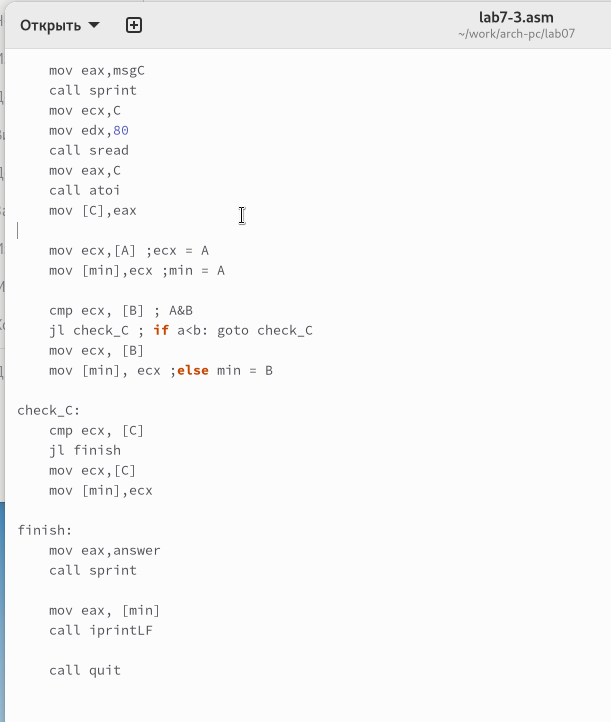 Открыть
lab7-3.asm
~/work/arch-pc/lab07
mov eax,msgC
call sprint
mov ecx,C
mov edx,80
call sread
mov eax,C
call atoi
mov [C],eax
mov ecx,[A] ;ecx = A
mov [min],ecx ;min = A
cmp ecx, [B] ; A&B
jl check_C ; if a<b: goto check_C
mov ecx, [B]
mov [min], ecx ;else min = B
check_C:
cmp ecx, [C]
jl finish
mov ecx,[C]
mov [min],ecx
finish:
mov eax,answer
call sprint
mov eax, [min]
call iprintLF
call quit